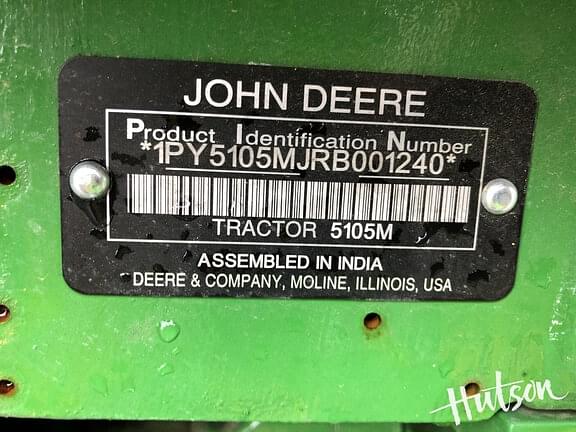 JOHN DEERE
Product Identification Number
*1PY5105MJRB001240*
TRACTOR 5105M
ASSEMBLED IN INDIA
DEERE & COMPANY, MOLINE, ILLINOIS, USA
Hutson